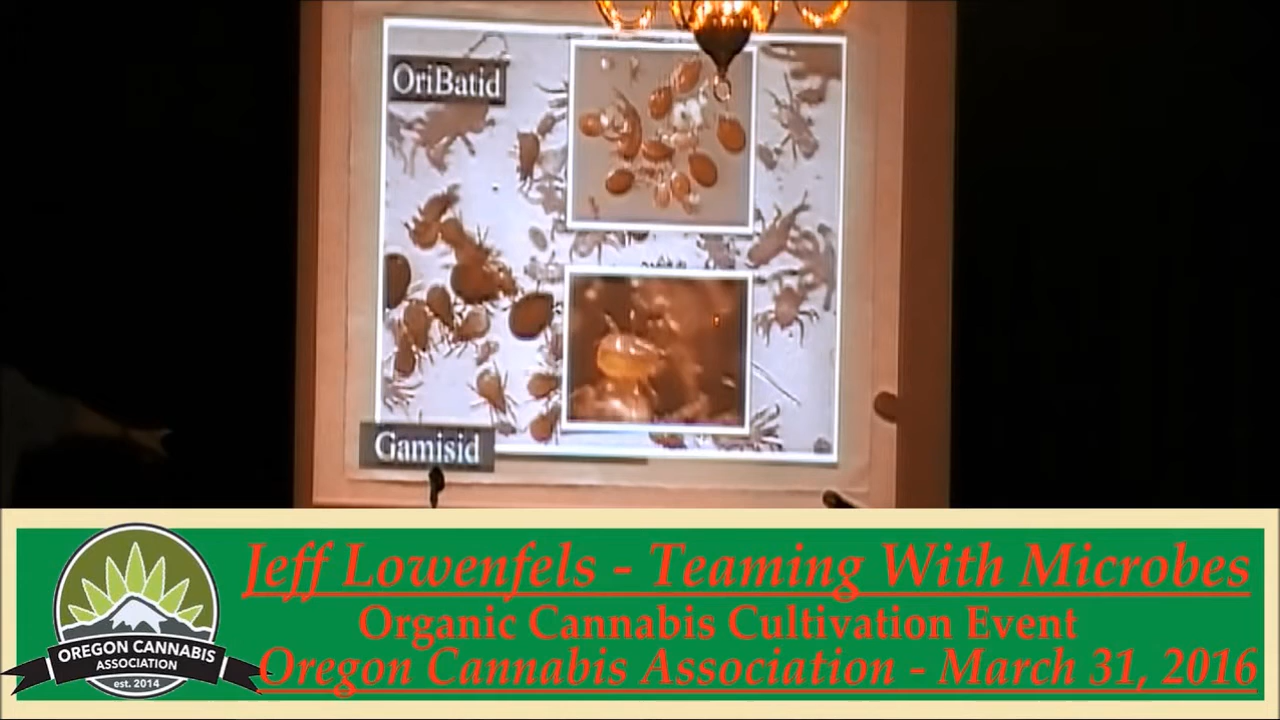 OriBatid
Gamisid
Jeff Lowenfels - Teaming With Microbes
Organic Cannabis Cultivation Event
Oregon Cannabis Association - March 31, 2016
OREGON CANNABIS
ASSOCIATION
est. 2014